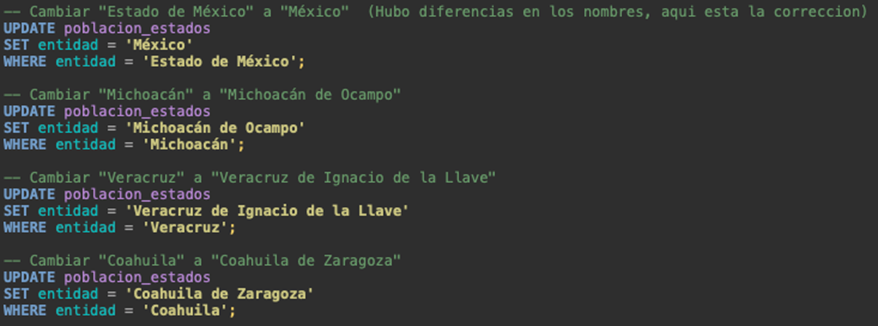 -- Cambiar "Estado de México" a "México"  (Hubo diferencias en los nombres, aqui esta la correccion)
UPDATE poblacion_estados
SET entidad = 'México'
WHERE entidad = 'Estado de México';
-- Cambiar "Michoacán" a "Michoacán de Ocampo"
UPDATE poblacion_estados
SET entidad = 'Michoacán de Ocampo'
WHERE entidad = 'Michoacán';
-- Cambiar "Veracruz" a "Veracruz de Ignacio de la Llave"
UPDATE poblacion_estados
SET entidad = 'Veracruz de Ignacio de la Llave'
WHERE entidad = 'Veracruz';
-- Cambiar "Coahuila" a "Coahuila de Zaragoza"
UPDATE poblacion_estados
SET entidad = 'Coahuila de Zaragoza'
WHERE entidad = 'Coahuila';